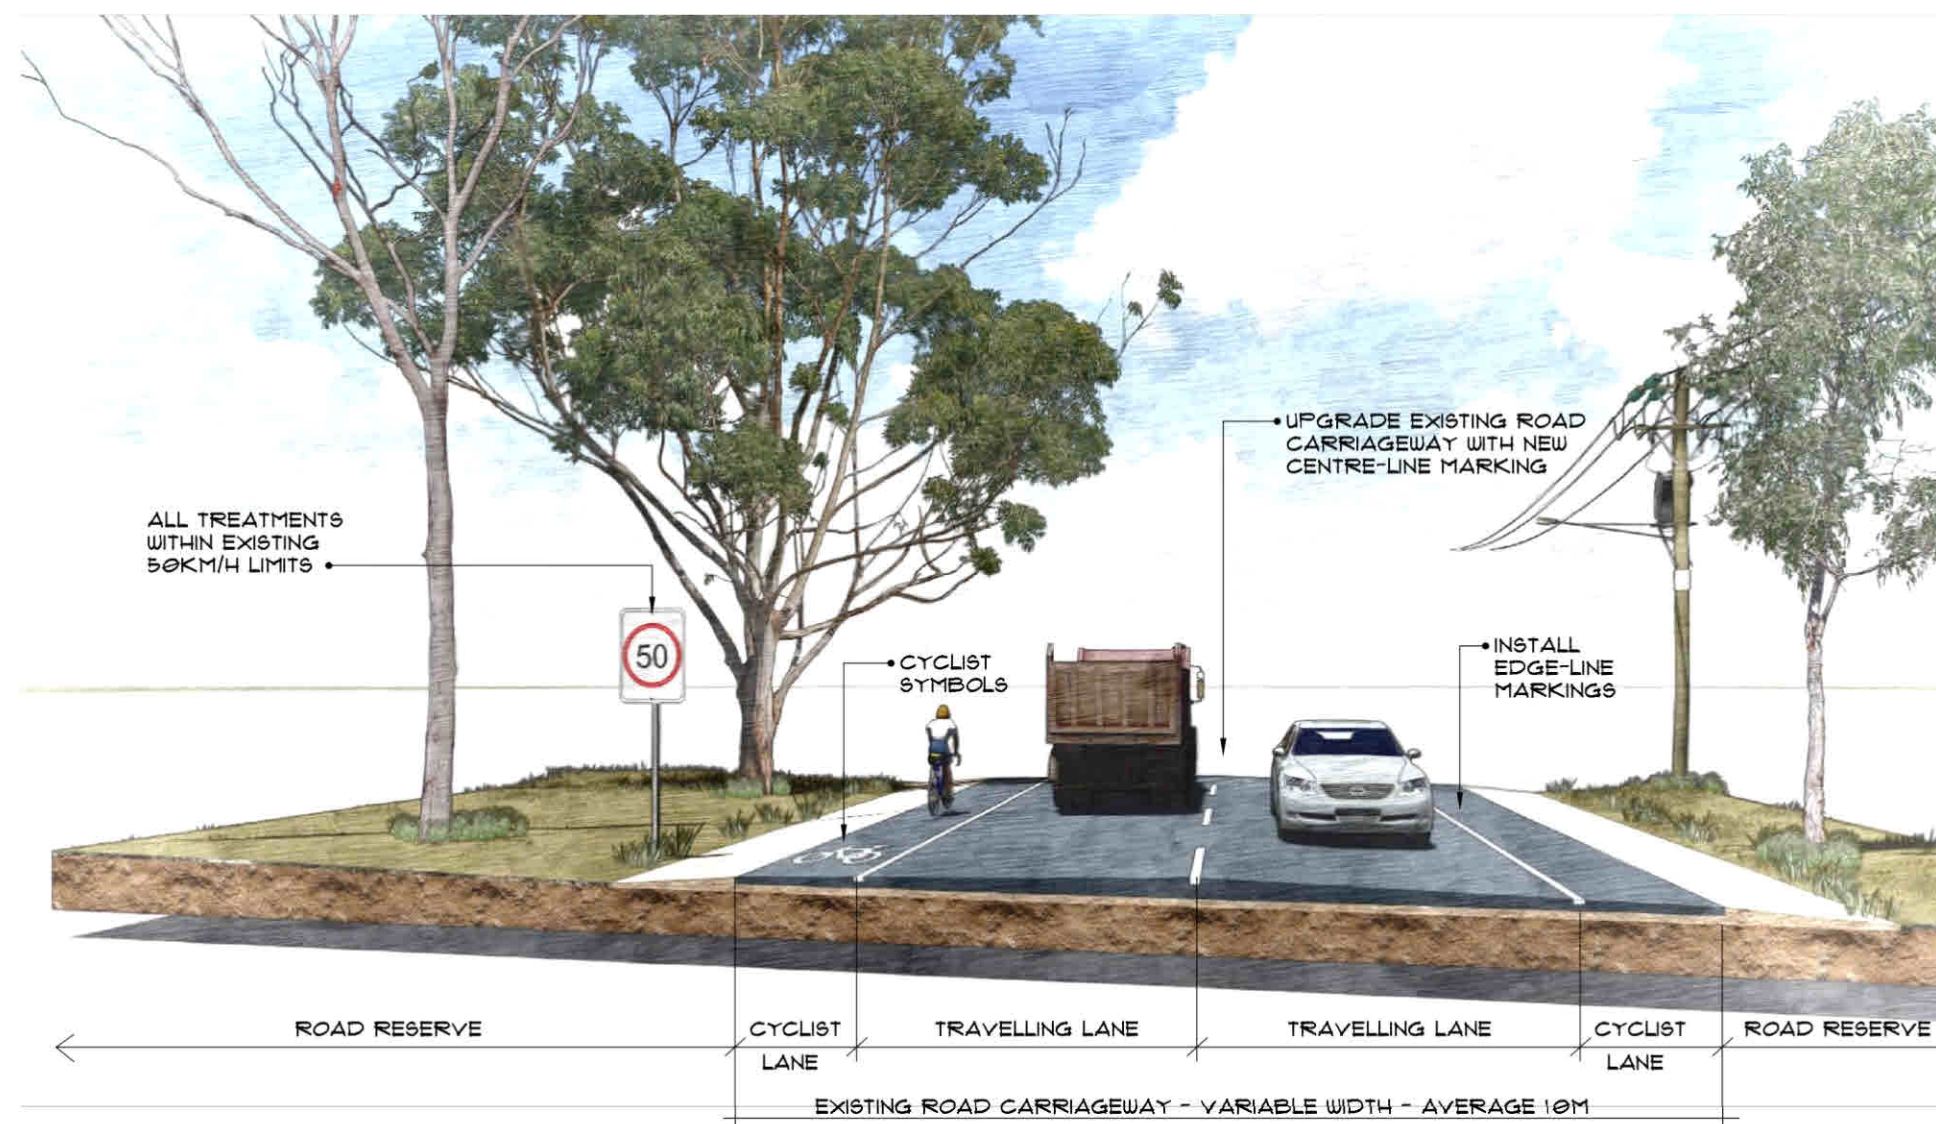 UPGRADE EXISTING ROAD
CARRIAGEWAY WITH NEW
CENTRE-LINE MARKING
ALL TREATMENTS
WITHIN EXISTING
50KM/H LIMITS
50
CYCLIST
SYMBOLS
INSTALL
EDGE-LINE
MARKINGS
ROAD RESERVE
CYCLIST
LANE
TRAVELLING LANE
TRAVELLING LANE
CYCLIST
LANE
ROAD RESERVE
EXISTING ROAD CARRIAGEWAY - VARIABLE WIDTH - AVERAGE 10M